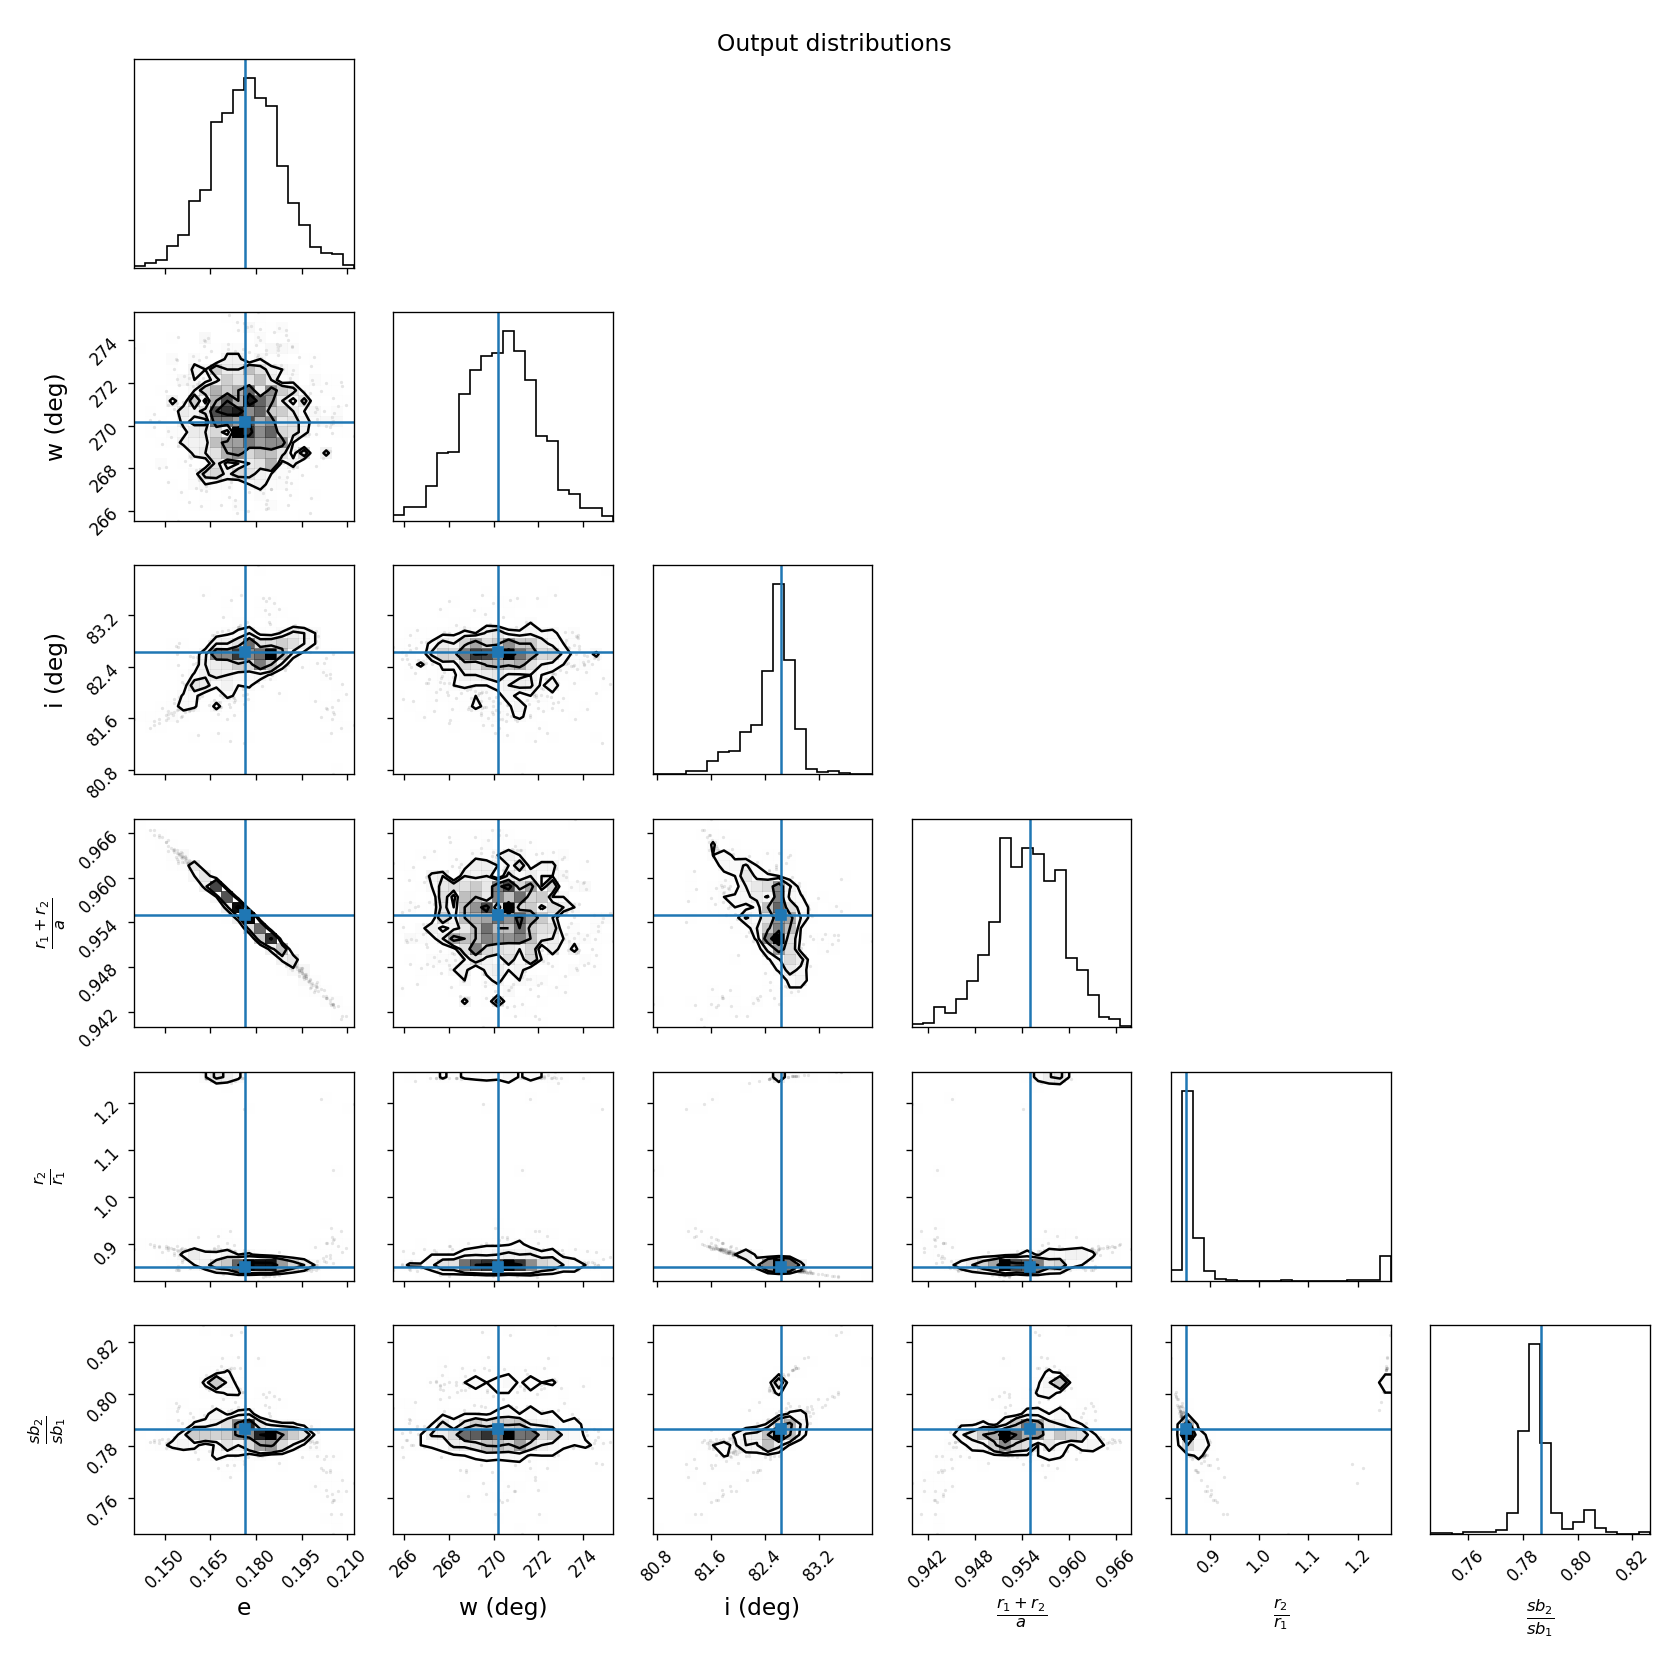 Output distributions
w (deg)
274
272
270
268
266
i (deg)
83.2
82.4
81.6
80.8
r₁ + r₂
a
0.966
0.960
0.954
0.948
0.942
r₂
r₁
1.2
1.1
1.0
0.9
sb₂
sb₁
0.82
0.80
0.78
0.76
0.150 0.165 0.180 0.195 0.210 266 268 270 272 274 80.8 81.6 82.4 83.2 0.942 0.948 0.954 0.960 0.966 0.9 1.0 1.1 1.2 0.76 0.78 0.80 0.82
e w (deg) i (deg) r₁ + r₂ r₂ sb₂
a r₁ sb₁